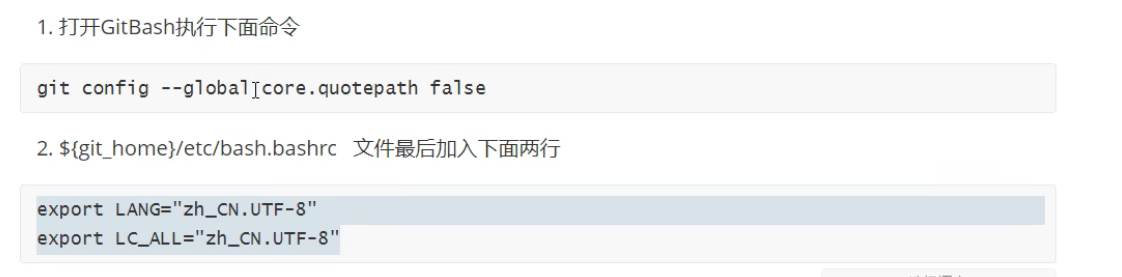 1. 打开GitBash执行下面命令
git config --global core.quotepath false
2. ${git_home}/etc/bash.bashrc 文件最后加入下面两行
export LANG="zh_CN.UTF-8"
export LC_ALL="zh_CN.UTF-8"